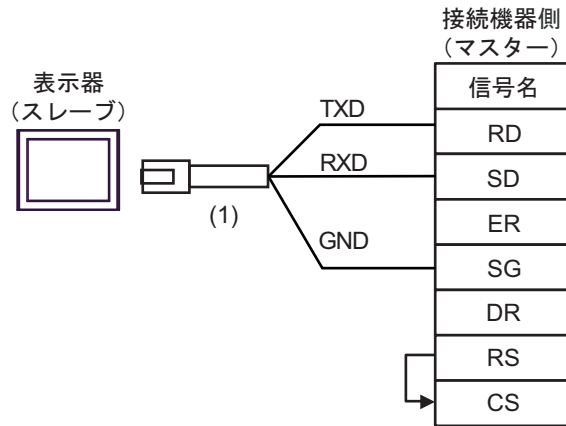 接続機器側
（マスター）
表示器
（スレーブ）
信号名
TXD
RD
RXD
SD
(1)
ER
GND
SG
DR
RS
CS